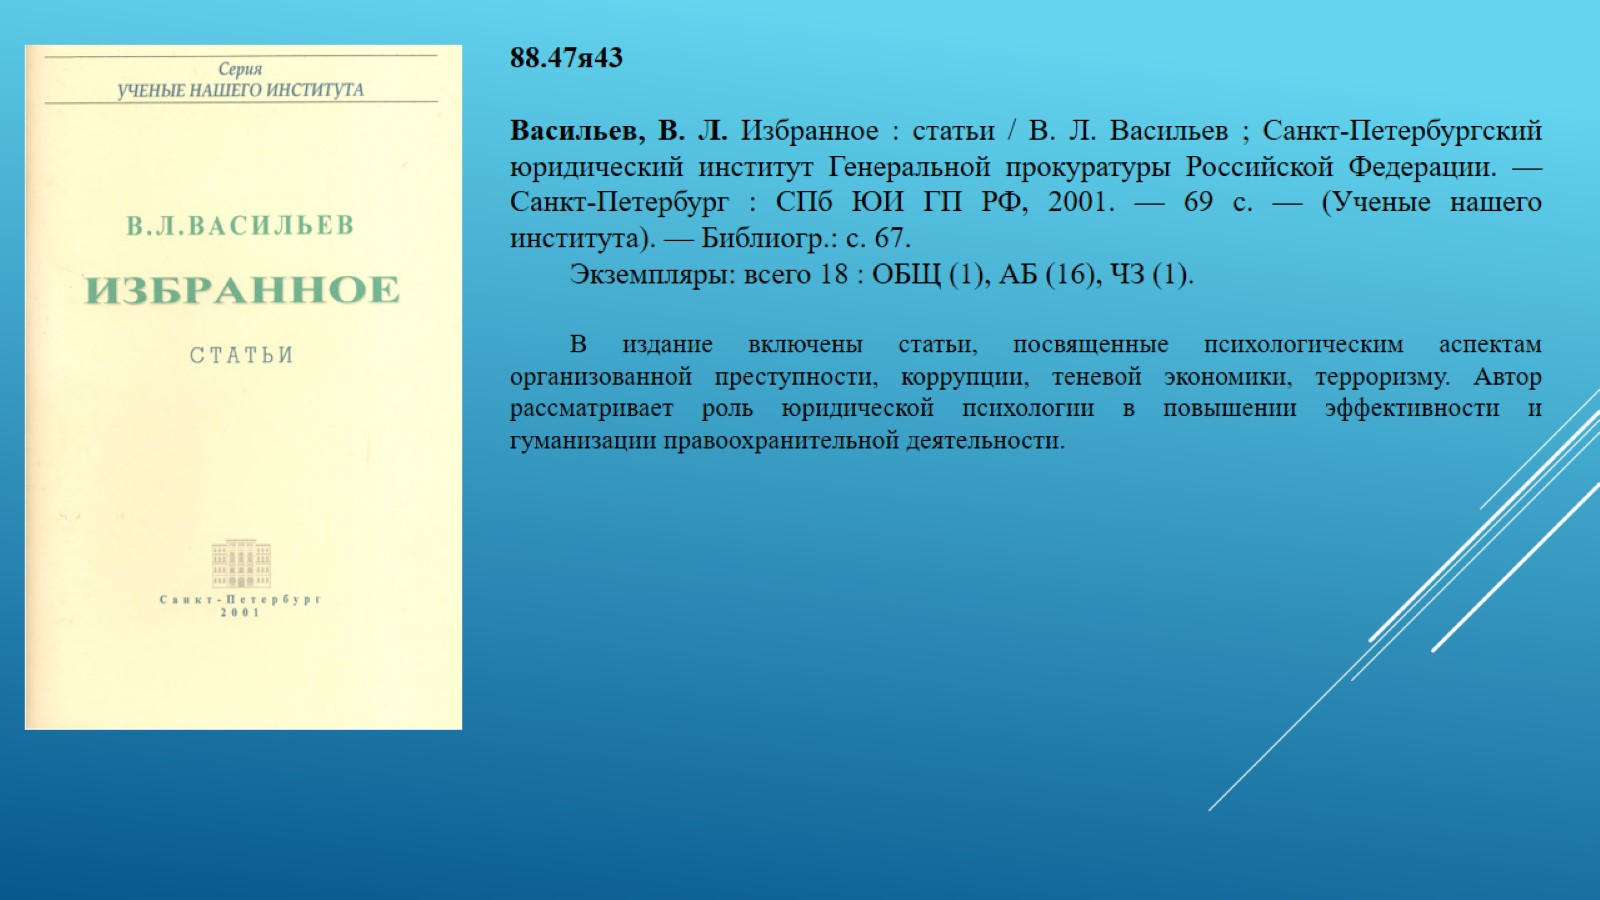 Серия
УЧЕНЫЕ НАШЕГО ИНСТИТУТА
В.Л.ВАСИЛЬЕВ
ИЗБРАННОЕ
СТАТЬИ
Санкт-Петербург
2001
88.47я43
Васильев, В. Л. Избранное : статьи / В. Л. Васильев ; Санкт-Петербургский
юридический институт Генеральной прокуратуры Российской Федерации. —
Санкт-Петербург : СПб ЮИ ГП РФ, 2001. — 69 с. — (Ученые нашего
института). — Библиогр.: с. 67.
Экземпляры: всего 18 : ОБЩ (1), АБ (16), ЧЗ (1).
В издание включены статьи, посвященные психологическим аспектам
организованной преступности, коррупции, теневой экономики, терроризму. Автор
рассматривает роль юридической психологии в повышении эффективности и
гуманизации правоохранительной деятельности.